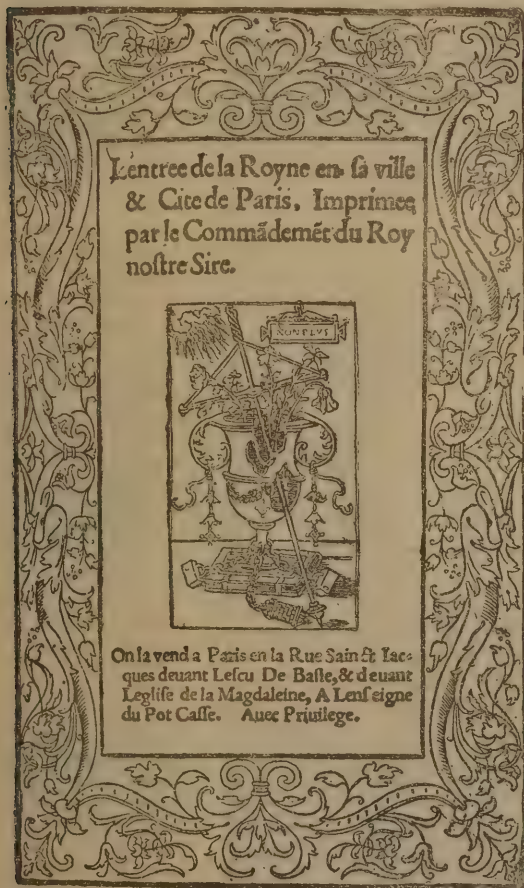 Lentree de la Royne en sa ville
& Cite de Paris. Imprimee
par le Commãdemẽt du Roy
nostre Sire.
NON PLVS
On la vend a Paris en la Rue Sainct Iac-
ques deuant Lescu De Basle, & deuant
Leglise de la Magdaleine, A Lenseigne
du Pot Casse. Auec Priuilege.